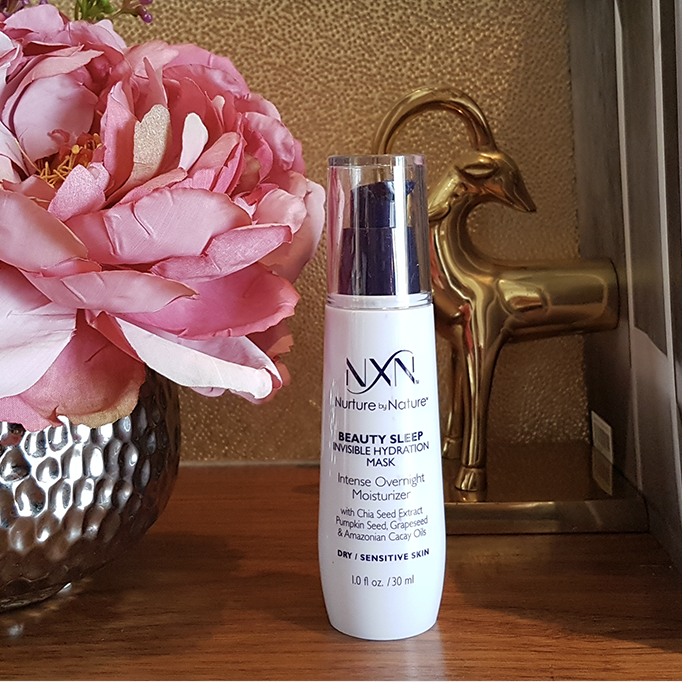 NXN
Nurture by Nature®
BEAUTY SLEEP
INVISIBLE HYDRATION
MASK
Intense Overnight
Moisturizer
with Chia Seed Extract
Pumpkin Seed, Grapeseed
& Amazonian Cacay Oils
DRY / SENSITIVE SKIN
1.0 fl oz. / 30 ml